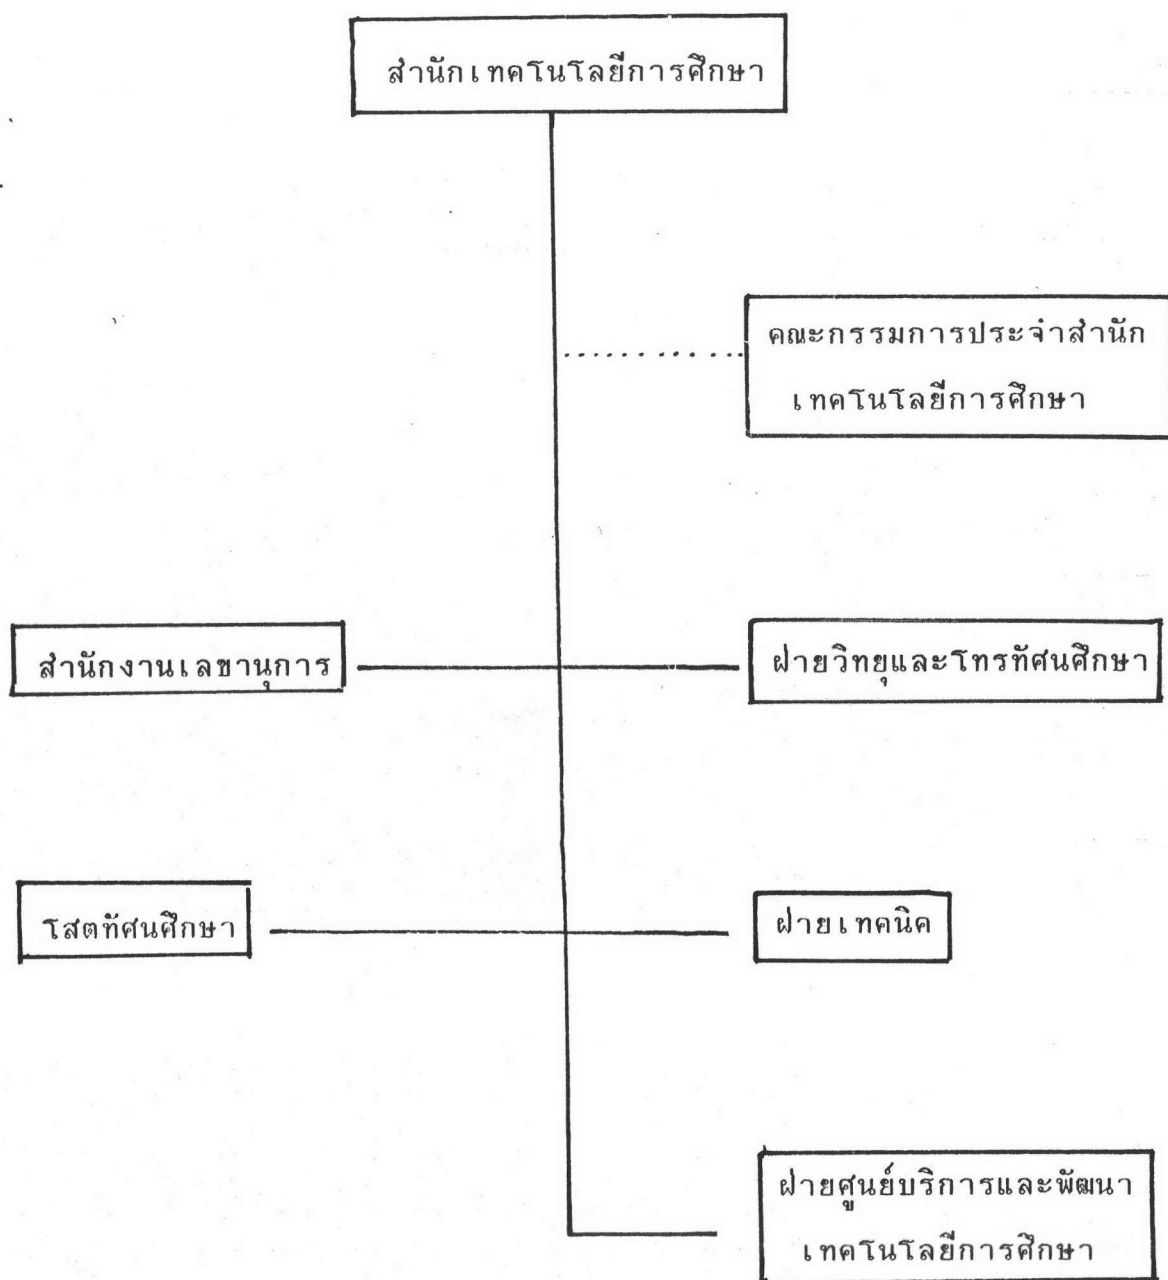 สำนักเทคโนโลยีการศึกษา
คณะกรรมการประจำสำนัก
เทคโนโลยีการศึกษา
สำนักงานเลขานุการ
ฝ่ายวิทยุและโทรทัศนศึกษา
โสตทัศนศึกษา
ฝ่ายเทคนิค
ฝ่ายศูนย์บริการและพัฒนา
เทคโนโลยีการศึกษา